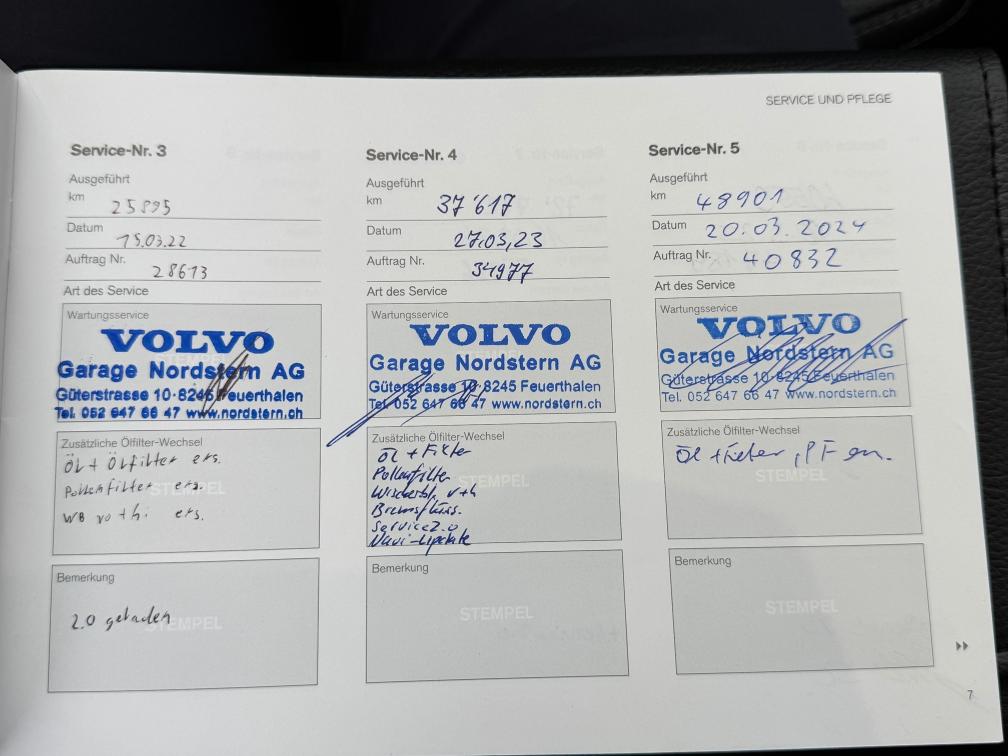 SERVICE UND PFLEGE
Service-Nr. 3
Ausgeführt
km 25895
Datum 15.03.22
Auftrag Nr. 28613
Art des Service
Wartungsservice
VOLVO
Garage Nordstern AG
Güterstrasse 10·8245 Feuerthalen
Tel. 052 647 66 47 www.nordstern.ch
Zusätzliche Ölfilter-Wechsel
Öl + Ölfilter ers.
Pollenfilter ers.
WB vo + hi ers.
STEMPEL
Bemerkung
2.0 geladen
STEMPEL
Service-Nr. 4
Ausgeführt
km 37'617
Datum 27.03.23
Auftrag Nr. 34977
Art des Service
Wartungsservice
VOLVO
Garage Nordstern AG
Güterstrasse 10·8245 Feuerthalen
Tel. 052 647 66 47 www.nordstern.ch
Zusätzliche Ölfilter-Wechsel
Öl + Filter
Pollenfilter
Wischerbl. v+h
Bremsflüss.
Service 2.0
Navi-Update
STEMPEL
Bemerkung
STEMPEL
Service-Nr. 5
Ausgeführt
km 48901
Datum 20.03.2024
Auftrag Nr. 40832
Art des Service
Wartungsservice
VOLVO
Garage Nordstern AG
Güterstrasse 10·8245 Feuerthalen
Tel. 052 647 66 47 www.nordstern.ch
Zusätzliche Ölfilter-Wechsel
Öl + Filter, PF
STEMPEL
Bemerkung
STEMPEL
7